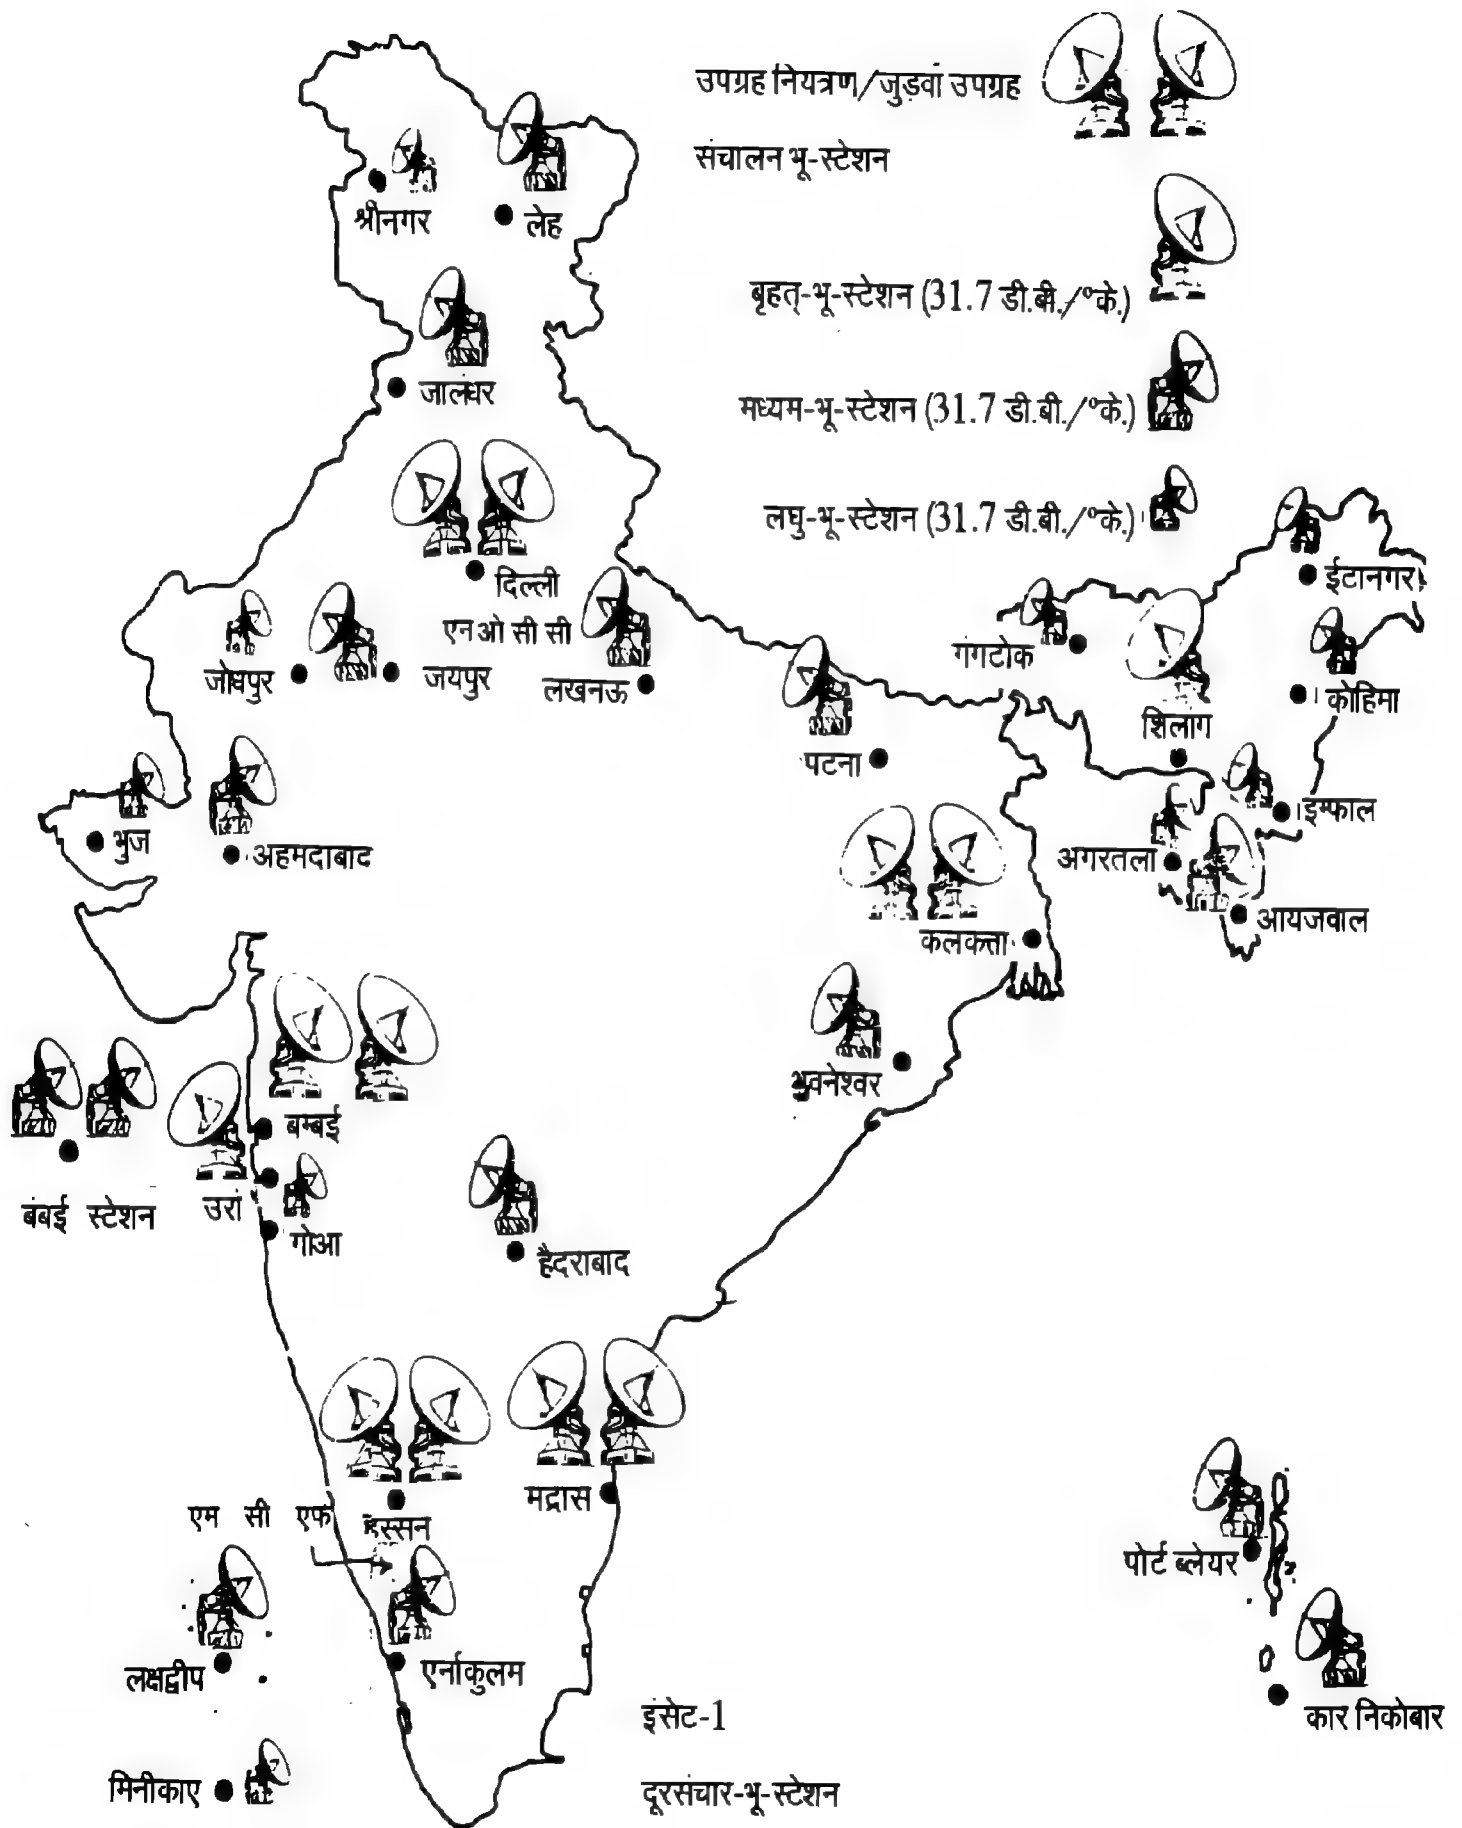 उपग्रह नियत्रण/जुड़वां उपग्रह
संचालन भू-स्टेशन
बृहत्-भू-स्टेशन (31.7 डी.बी./°के.)
मध्यम-भू-स्टेशन (31.7 डी.बी./°के.)
लघु-भू-स्टेशन (31.7 डी.बी./°के.)
श्रीनगर
लेह
जालंधर
दिल्ली
एन ओ सी सी
जोधपुर
जयपुर
लखनऊ
पटना
गंगटोक
ईटानगर
कोहिमा
शिलाग
इम्फाल
अगरतला
आयजवाल
भुज
अहमदाबाद
कलकत्ता
भुवनेश्वर
बम्बई
बंबई स्टेशन
उरां
गोआ
हैदराबाद
मद्रास
एम सी एफ
हस्सन
पोर्ट ब्लेयर
लक्षद्वीप
एर्नाकुलम
कार निकोबार
मिनीकाए
इंसेट-1
दूरसंचार-भू-स्टेशन